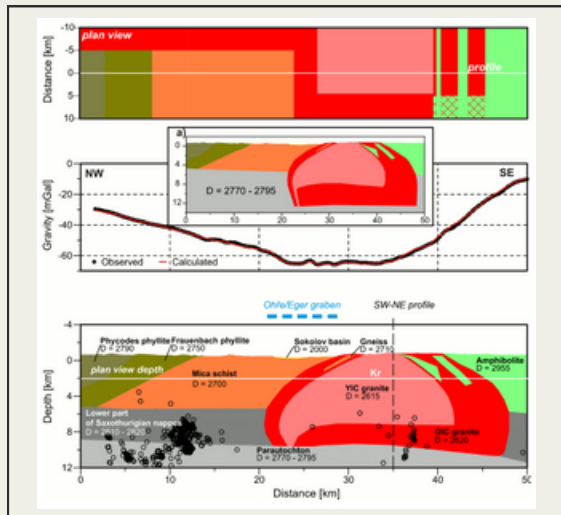 -10
plan view
-5
0
5
10
Distance [km]
profile
a)
0
4
8
12
D = 2770 - 2795
0 10 20 30 40 50
NW
SE
0
-20
-40
-60
Gravity [mGal]
Observed
Calculated
Ohře/Eger graben
SW-NE profile
-4
0
4
8
12
Depth [km]
Phycodes phyllite
D = 2790
Frauenbach phyllite
D = 2750
Sokolov basin
D = 2000
Gneiss
D = 2710
Amphibolite
D = 2955
plan view depth
Mica schist
D = 2700
Kr
YIC granite
D = 2615
Lower part
of Saxothurigian nappes
D = 2810 - 2820
OIC granite
D = 2620
Parautochton
D = 2770 - 2795
0 10 20 30 40 50
Distance [km]